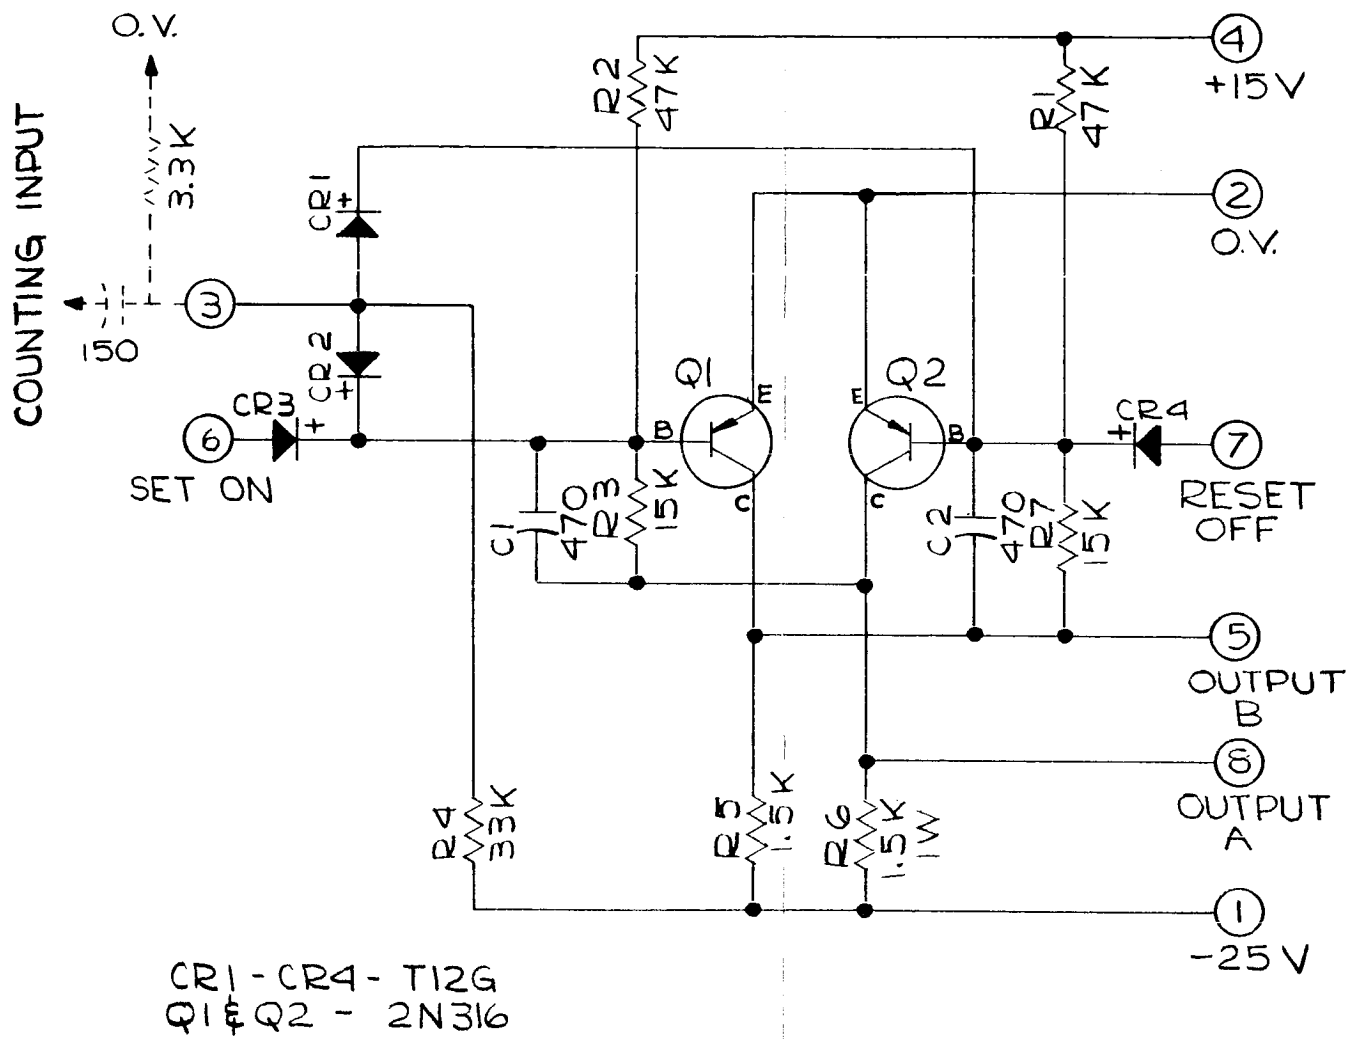 O.V.
COUNTING INPUT
3.3K
150
3
6
SET ON
CR1
+
CR2
+
CR3
+
R2
47K
R1
47K
4
+15V
2
O.V.
Q1
E
B
C
Q2
E
B
C
CR4
+
7
RESET
OFF
C1
470
R3
15K
C2
470
R7
15K
5
OUTPUT
B
8
OUTPUT
A
R4
33K
R5
1.5K
R6
1.5K
1W
1
-25V
CR1-CR4- T12G
Q1 & Q2 - 2N316